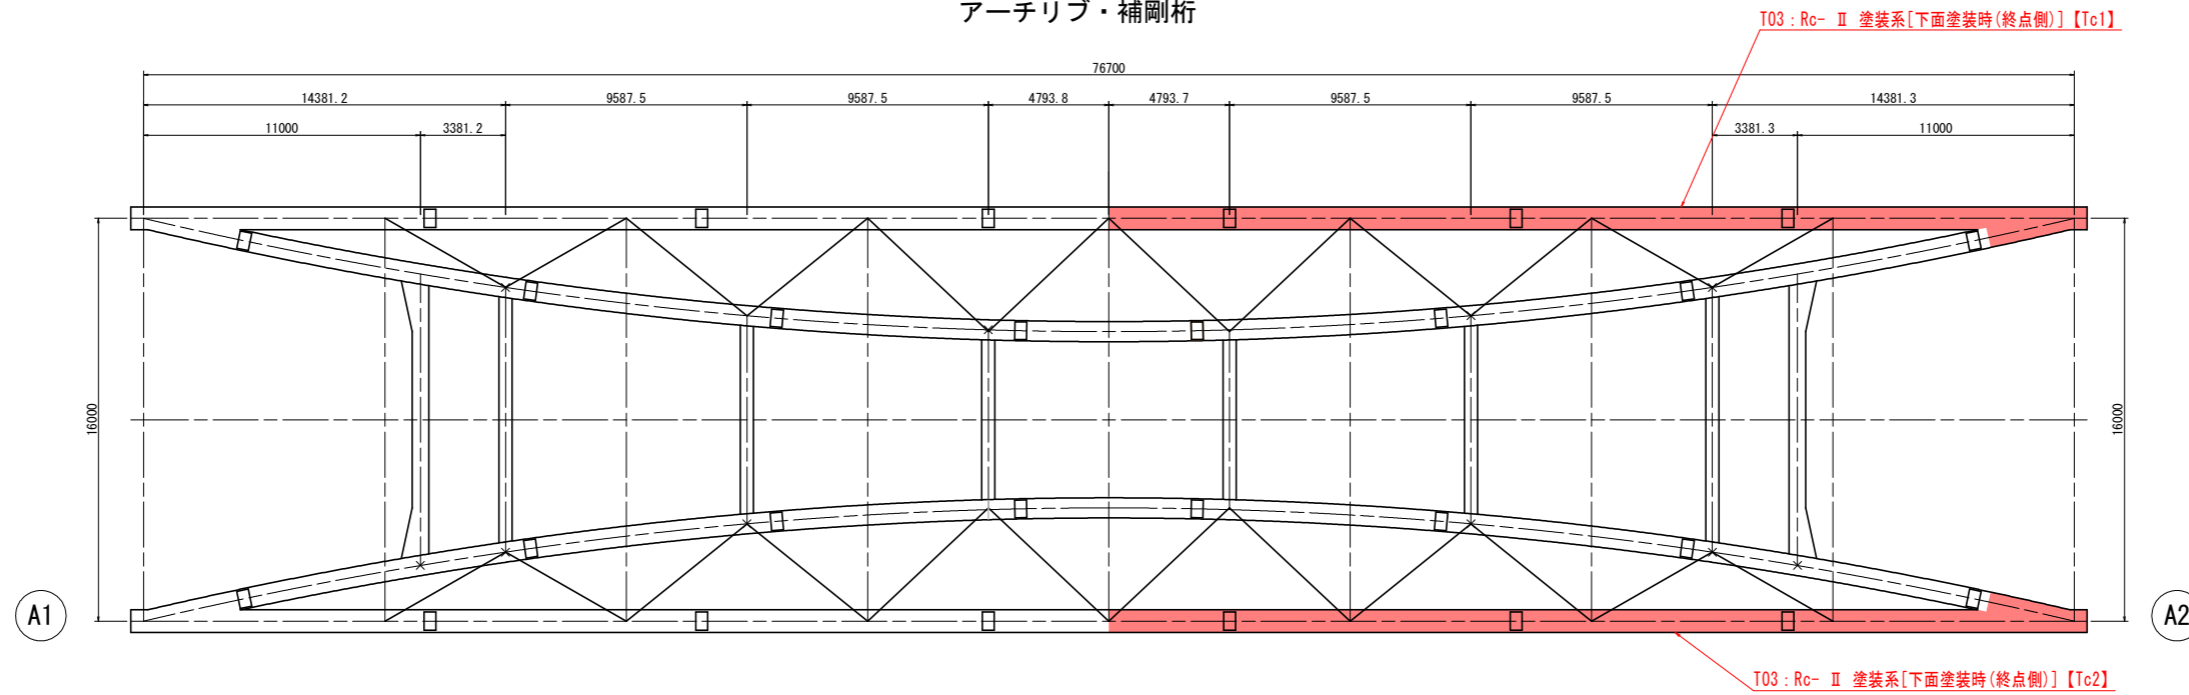 アーチリブ・補剛桁
T03：Rc- Ⅱ 塗装系[下面塗装時(終点側)]【Tc1】
76700
14381.2 9587.5 9587.5 4793.8 4793.7 9587.5 9587.5 14381.3
11000 3381.2 3381.3 11000
16000 16000
A1 A2
T03：Rc- Ⅱ 塗装系[下面塗装時(終点側)]【Tc2】